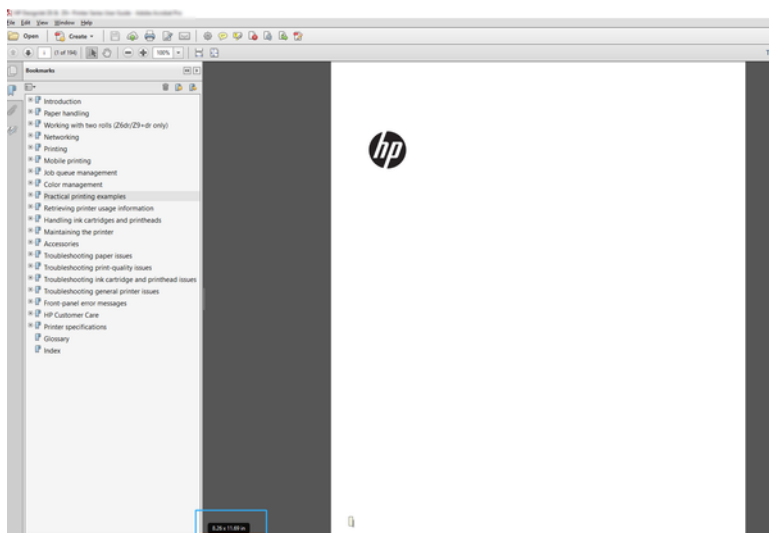 File Edit View Window Help
Open Create
1 (1 of 194) 100%
Bookmarks
Introduction
Paper handling
Working with two rolls (Z6dr/Z9+dr only)
Networking
Printing
Mobile printing
Job queue management
Color management
Practical printing examples
Retrieving printer usage information
Handling ink cartridges and printheads
Maintaining the printer
Accessories
Troubleshooting paper issues
Troubleshooting print-quality issues
Troubleshooting ink cartridge and printhead issues
Troubleshooting general printer issues
Front-panel error messages
HP Customer Care
Printer specifications
Glossary
Index
hp
8.26 x 11.69 in